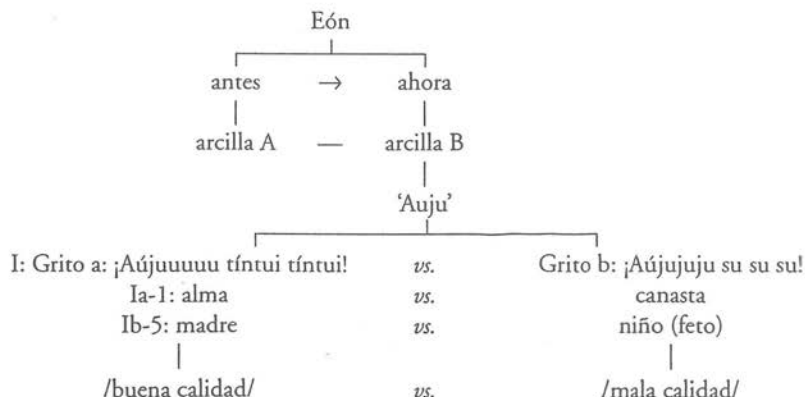 Eón
antes → ahora
arcilla A — arcilla B
‘Auju’
I: Grito a: ¡Aújuuuuu tíntui tíntui! vs. Grito b: ¡Aújujuju su su su!
Ia-1: alma vs. canasta
Ib-5: madre vs. niño (feto)
/buena calidad/ vs. /mala calidad/